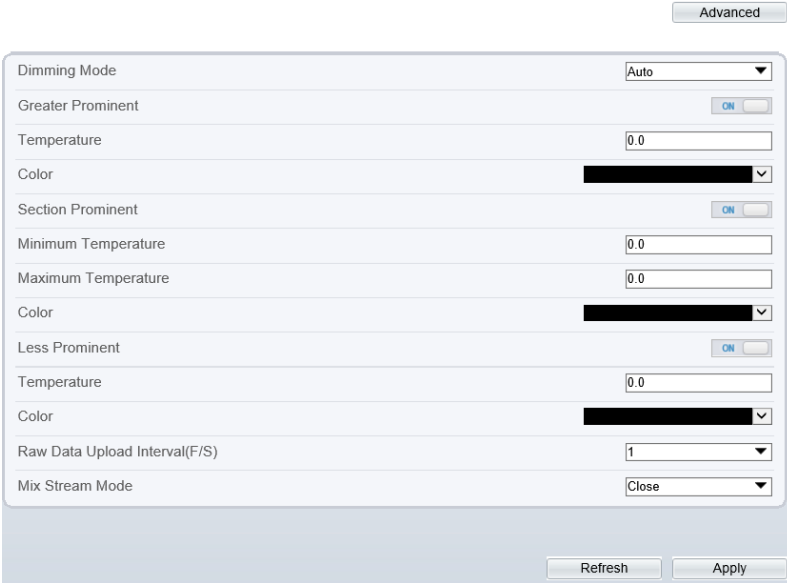 Advanced
Dimming Mode Auto
Greater Prominent ON
Temperature 0.0
Color
Section Prominent ON
Minimum Temperature 0.0
Maximum Temperature 0.0
Color
Less Prominent ON
Temperature 0.0
Color
Raw Data Upload Interval(F/S) 1
Mix Stream Mode Close
Refresh Apply